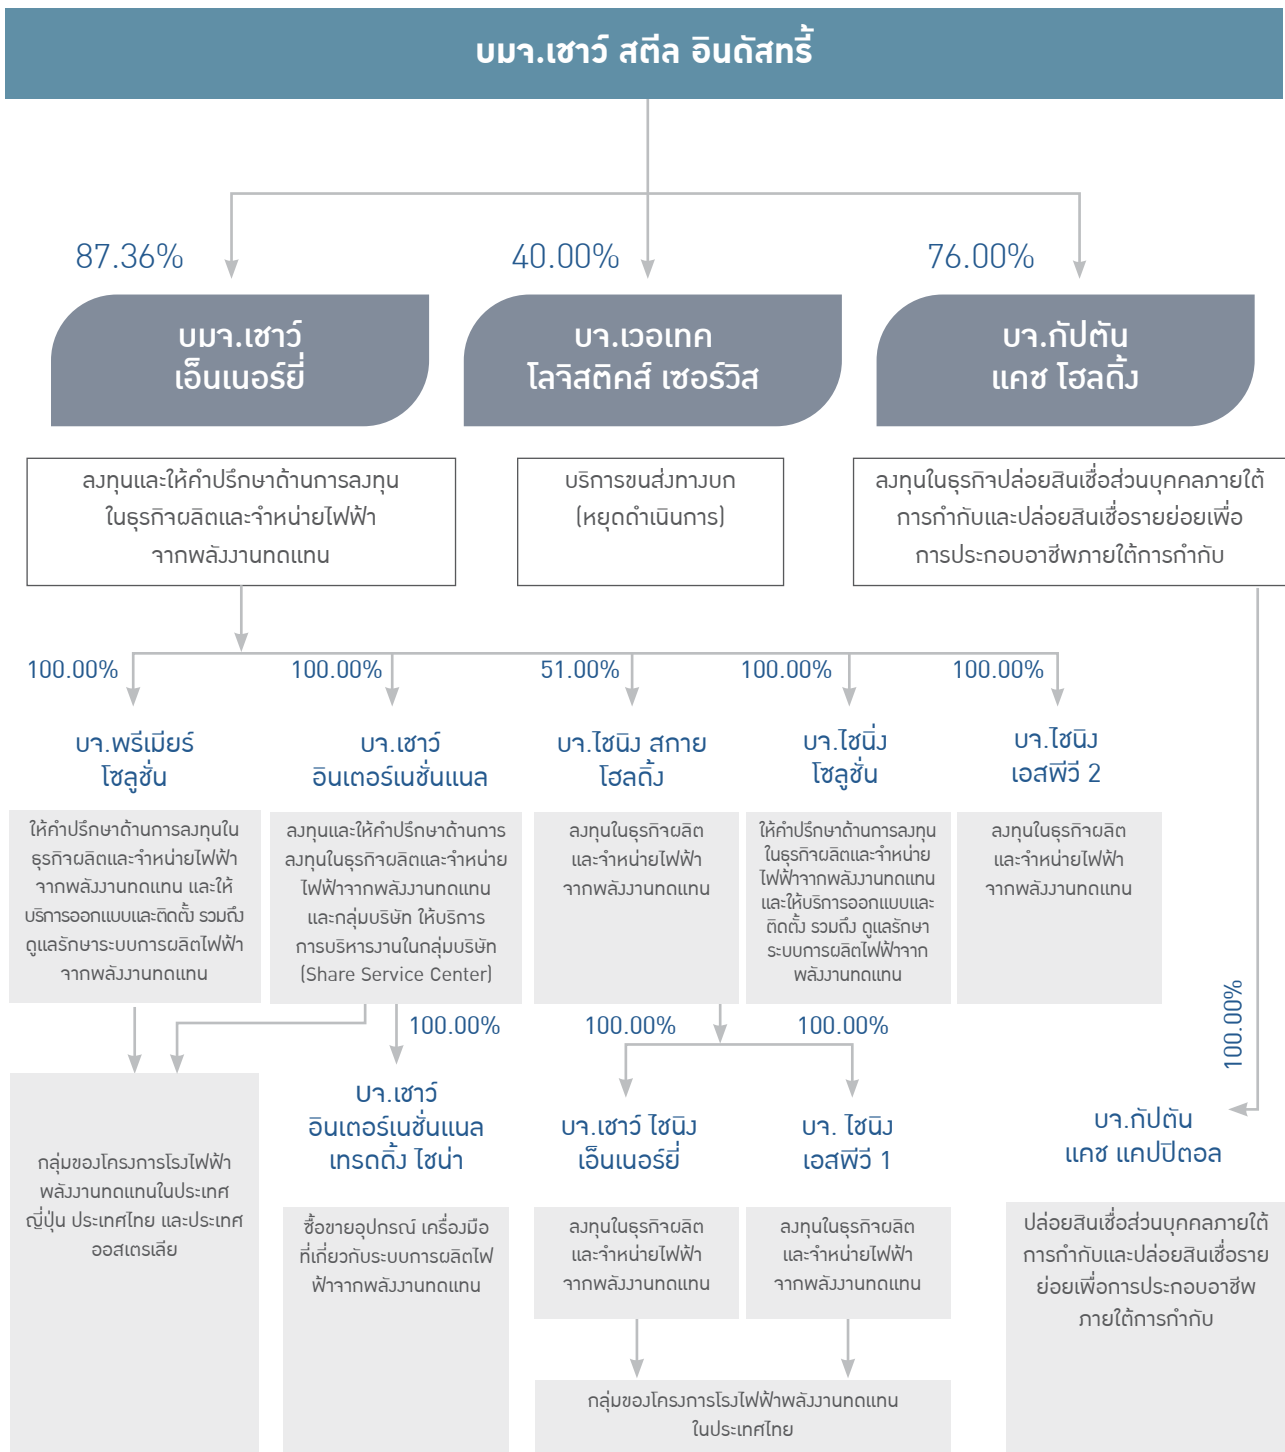 บมจ.เชาว์ สตีล อินดัสทรี้
87.36%
40.00%
76.00%
บมจ.เชาว์
เอ็นเนอร์ยี่
บจ.เวอเทค
โลจิสติคส์ เซอร์วิส
บจ.กัปตัน
แคช โฮลดิ้ง
ลงทุนและให้คำปรึกษาด้านการลงทุน
ในธุรกิจผลิตและจำหน่ายไฟฟ้า
จากพลังงานทดแทน
บริการขนส่งทางบก
(หยุดดำเนินการ)
ลงทุนในธุรกิจปล่อยสินเชื่อส่วนบุคคลภายใต้
การกำกับและปล่อยสินเชื่อรายย่อยเพื่อ
การประกอบอาชีพภายใต้การกำกับ
100.00%
100.00%
51.00%
100.00%
100.00%
บจ.พรีเมียร์
โซลูชั่น
บจ.เชาว์
อินเตอร์เนชั่นแนล
บจ.ไชนิง สกาย
โฮลดิ้ง
บจ.ไชนิ่ง
โซลูชั่น
บจ.ไชนิง
เอสพีวี 2
ให้คำปรึกษาด้านการลงทุนใน
ธุรกิจผลิตและจำหน่ายไฟฟ้า
จากพลังงานทดแทน และให้
บริการออกแบบและติดตั้ง รวมถึง
ดูแลรักษาระบบการผลิตไฟฟ้า
จากพลังงานทดแทน
ลงทุนและให้คำปรึกษาด้านการ
ลงทุนในธุรกิจผลิตและจำหน่าย
ไฟฟ้าจากพลังงานทดแทน
และกลุ่มบริษัท ให้บริการ
การบริหารงานในกลุ่มบริษัท
(Share Service Center)
ลงทุนในธุรกิจผลิต
และจำหน่ายไฟฟ้า
จากพลังงานทดแทน
ให้คำปรึกษาด้านการลงทุน
ในธุรกิจผลิตและจำหน่าย
ไฟฟ้าจากพลังงานทดแทน
และให้บริการออกแบบและ
ติดตั้ง รวมถึง ดูแลรักษา
ระบบการผลิตไฟฟ้าจาก
พลังงานทดแทน
ลงทุนในธุรกิจผลิต
และจำหน่ายไฟฟ้า
จากพลังงานทดแทน
100.00%
100.00%
100.00%
100.00%
กลุ่มของโครงการโรงไฟฟ้า
พลังงานทดแทนในประเทศ
ญี่ปุ่น ประเทศไทย และประเทศ
ออสเตรเลีย
บจ.เชาว์
อินเตอร์เนชั่นแนล
เทรดดิ้ง ไชน่า
บจ.เชาว์ ไชนิง
เอ็นเนอร์ยี่
บจ. ไชนิง
เอสพีวี 1
บจ.กัปตัน
แคช แคปปิตอล
ซื้อขายอุปกรณ์ เครื่องมือ
ที่เกี่ยวกับระบบการผลิตไฟ
ฟ้าจากพลังงานทดแทน
ลงทุนในธุรกิจผลิต
และจำหน่ายไฟฟ้า
จากพลังงานทดแทน
ลงทุนในธุรกิจผลิต
และจำหน่ายไฟฟ้า
จากพลังงานทดแทน
ปล่อยสินเชื่อส่วนบุคคลภายใต้
การกำกับและปล่อยสินเชื่อราย
ย่อยเพื่อการประกอบอาชีพ
ภายใต้การกำกับ
กลุ่มของโครงการโรงไฟฟ้าพลังงานทดแทน
ในประเทศไทย